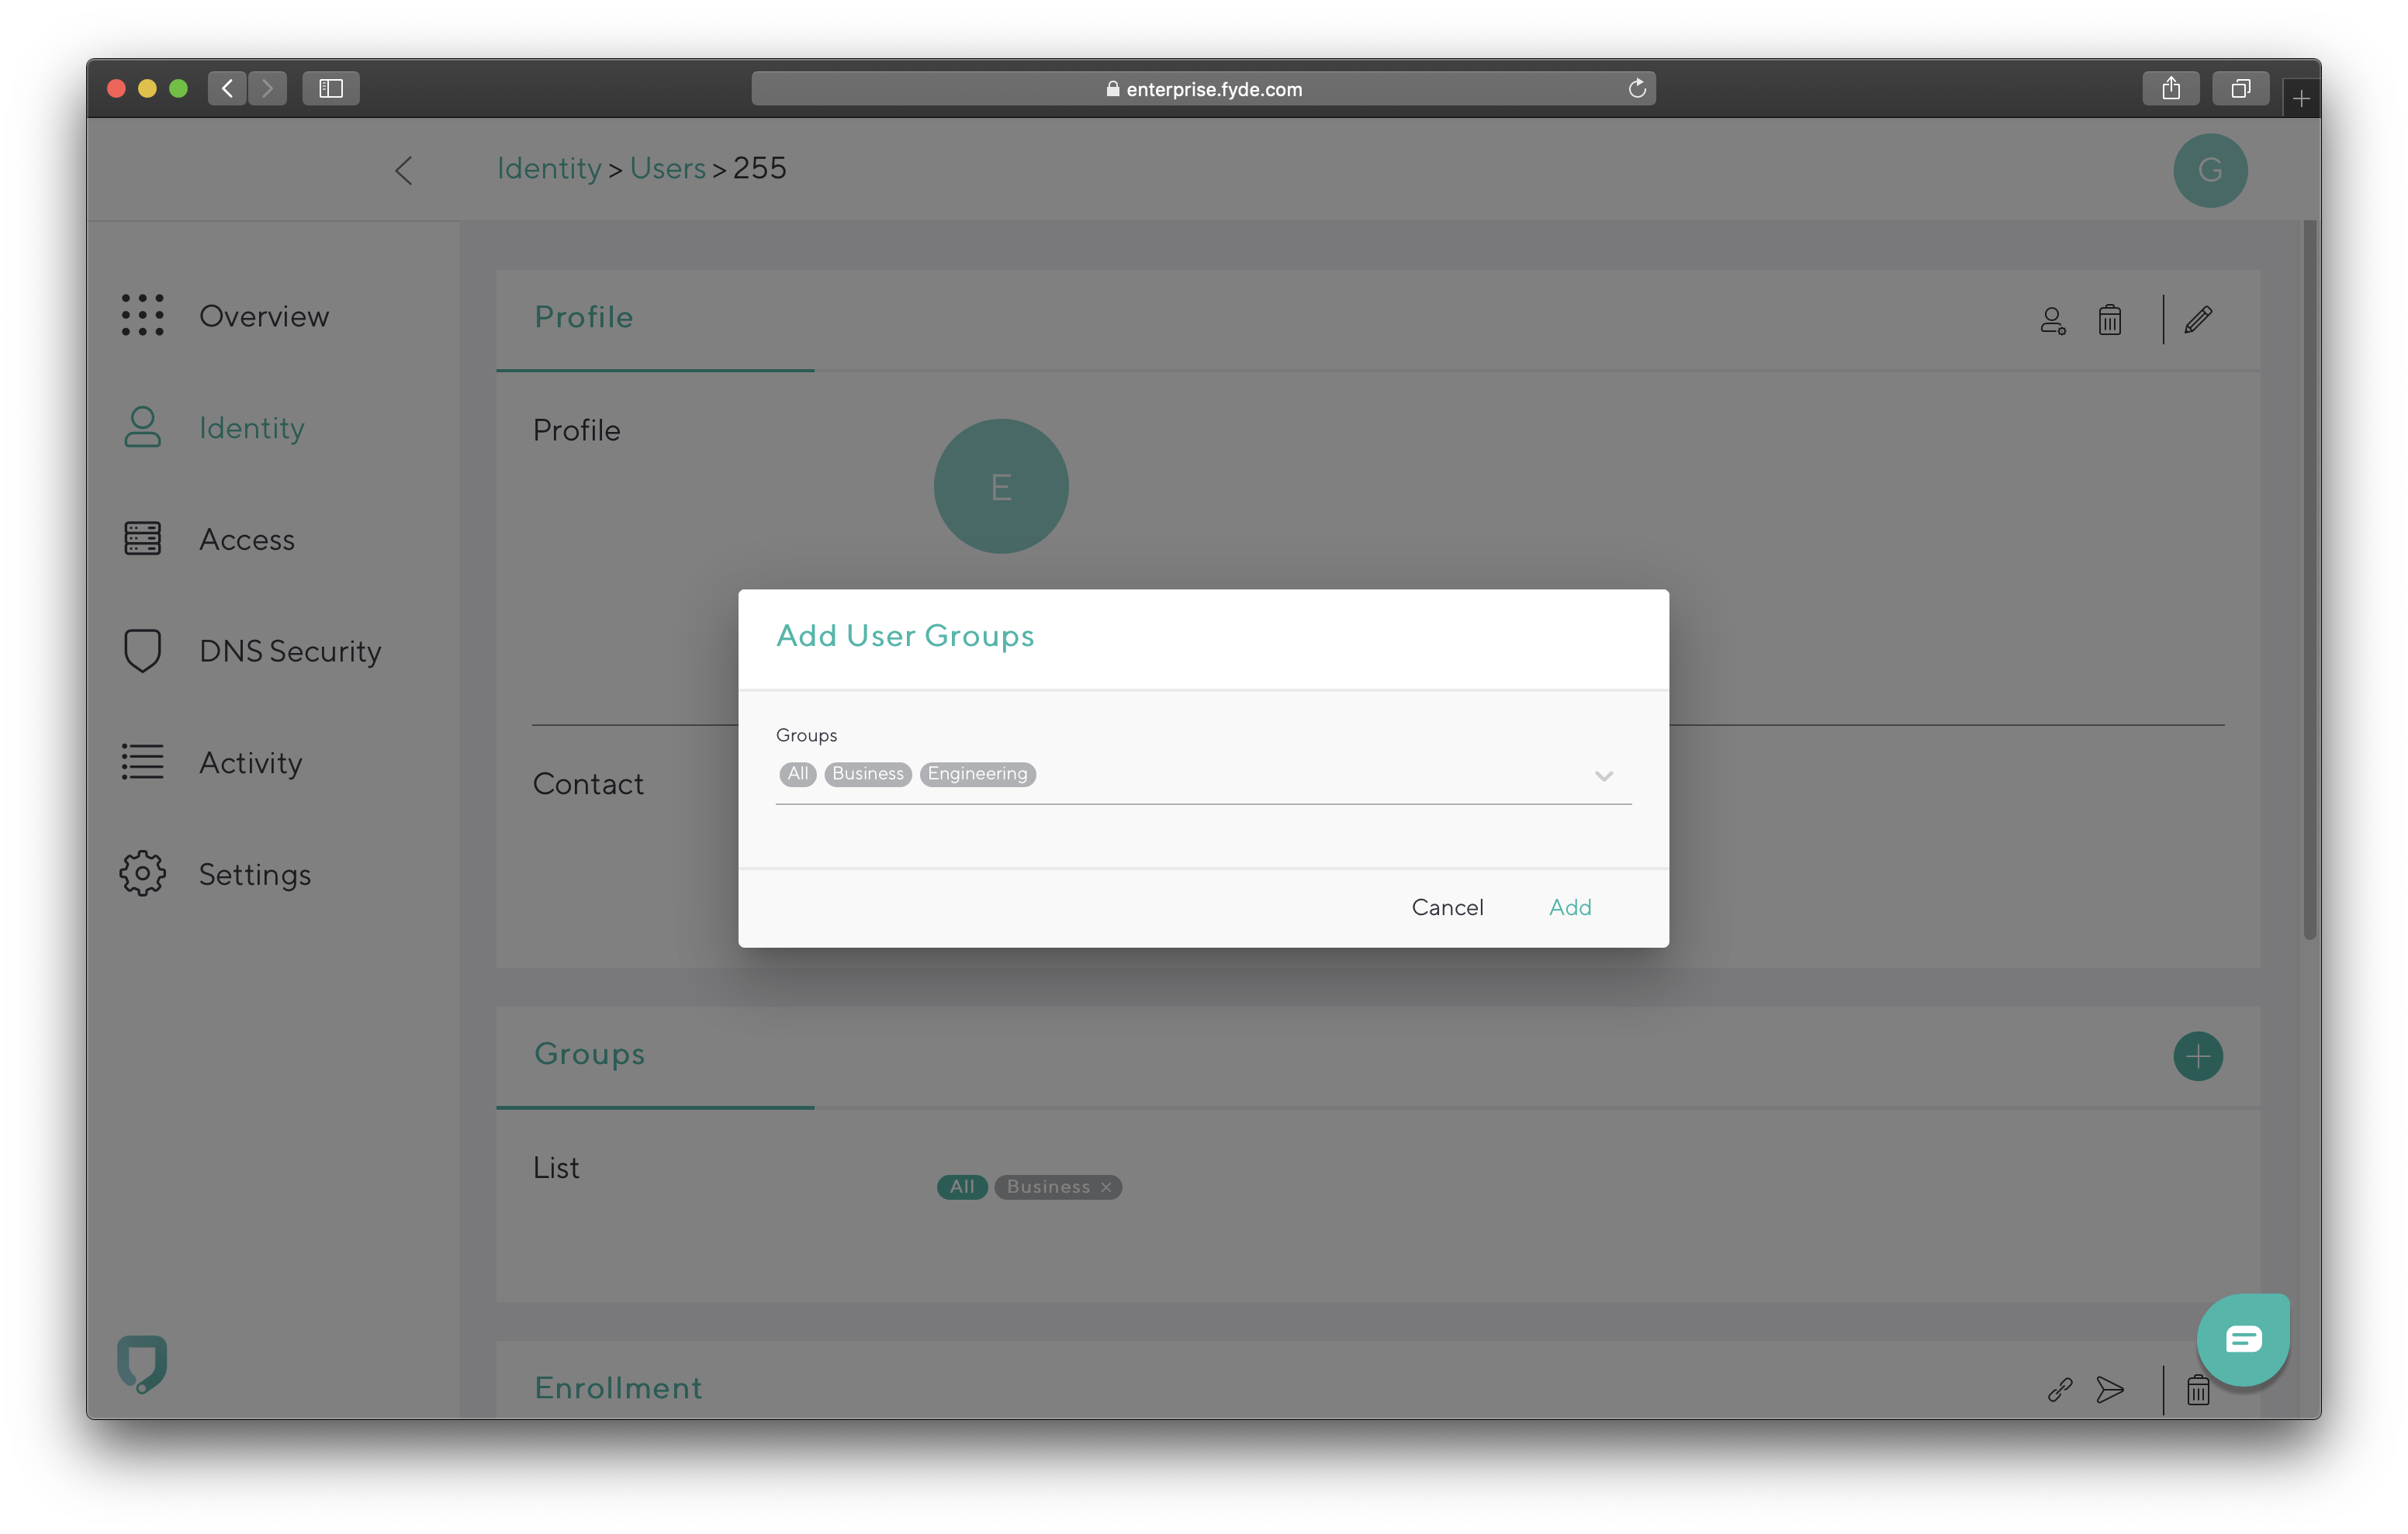 enterprise.fyde.com
Identity > Users > 255
G
Overview
Identity
Access
DNS Security
Activity
Settings
Profile
Profile
E
Contact
Add User Groups
Groups
All Business Engineering
Cancel Add
Groups
List
All Business ×
Enrollment